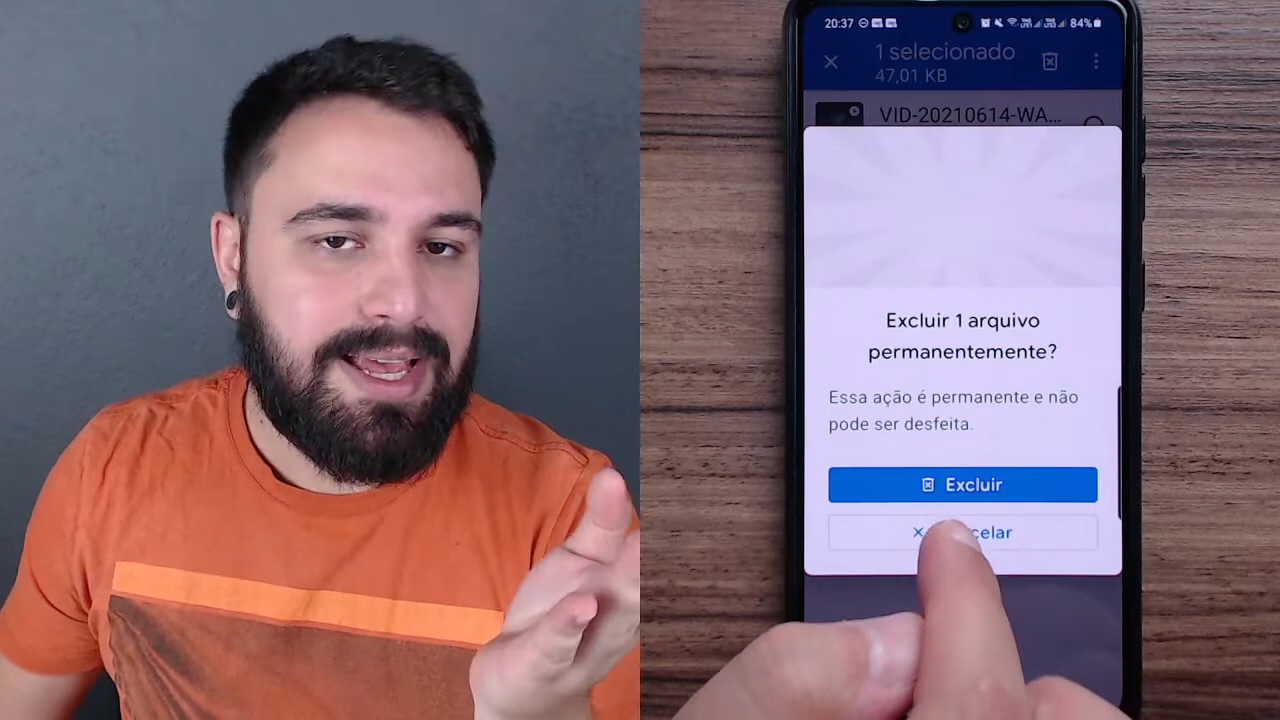 20:37
84%
1 selecionado
47,01 KB
VID-20210614-WA...
Excluir 1 arquivo
permanentemente?
Essa ação é permanente e não
pode ser desfeita.
Excluir